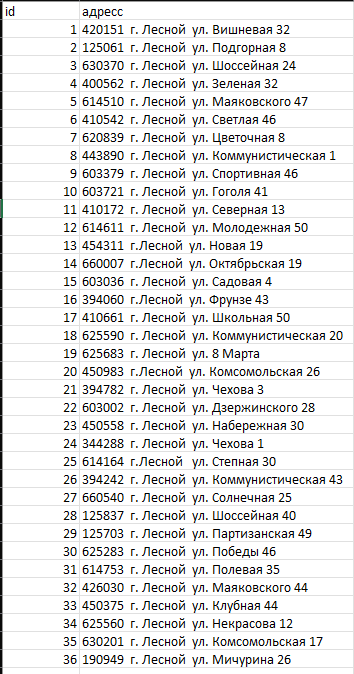 id адресс
1 420151 г. Лесной ул. Вишневая 32
2 125061 г. Лесной ул. Подгорная 8
3 630370 г. Лесной ул. Шоссейная 24
4 400562 г. Лесной ул. Зеленая 32
5 614510 г. Лесной ул. Маяковского 47
6 410542 г. Лесной ул. Светлая 46
7 620839 г. Лесной ул. Цветочная 8
8 443890 г. Лесной ул. Коммунистическая 1
9 603379 г. Лесной ул. Спортивная 46
10 603721 г. Лесной ул. Гоголя 41
11 410172 г. Лесной ул. Северная 13
12 614611 г. Лесной ул. Молодежная 50
13 454311 г.Лесной ул. Новая 19
14 660007 г. Лесной ул. Октябрьская 19
15 603036 г. Лесной ул. Садовая 4
16 394060 г. Лесной ул. Фрунзе 43
17 410661 г. Лесной ул. Школьная 50
18 625590 г. Лесной ул. Коммунистическая 20
19 625683 г. Лесной ул. 8 Марта
20 450983 г.Лесной ул. Комсомольская 26
21 394782 г. Лесной ул. Чехова 3
22 603002 г. Лесной ул. Дзержинского 28
23 450558 г. Лесной ул. Набережная 30
24 344288 г. Лесной ул. Чехова 1
25 614164 г.Лесной ул. Степная 30
26 394242 г. Лесной ул. Коммунистическая 43
27 660540 г. Лесной ул. Солнечная 25
28 125837 г. Лесной ул. Шоссейная 40
29 125703 г. Лесной ул. Партизанская 49
30 625283 г. Лесной ул. Победы 46
31 614753 г. Лесной ул. Полевая 35
32 426030 г. Лесной ул. Маяковского 44
33 450375 г. Лесной ул. Клубная 44
34 625560 г. Лесной ул. Некрасова 12
35 630201 г. Лесной ул. Комсомольская 17
36 190949 г. Лесной ул. Мичурина 26